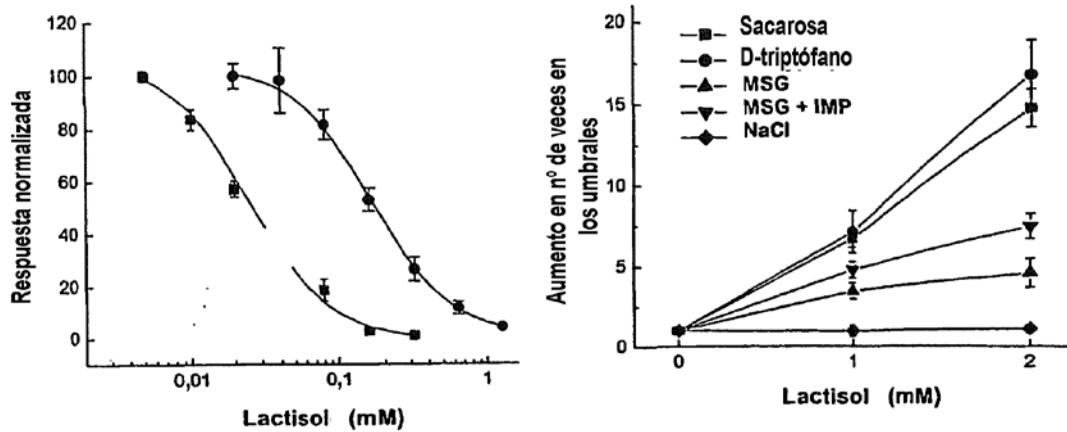 120
100
80
60
40
20
0
Respuesta normalizada
0,01
0,1
1
Lactisol (mM)
20
15
10
5
0
Aumento en nº de veces en
los umbrales
Sacarosa
D-triptófano
MSG
MSG + IMP
NaCl
0
1
2
Lactisol (mM)